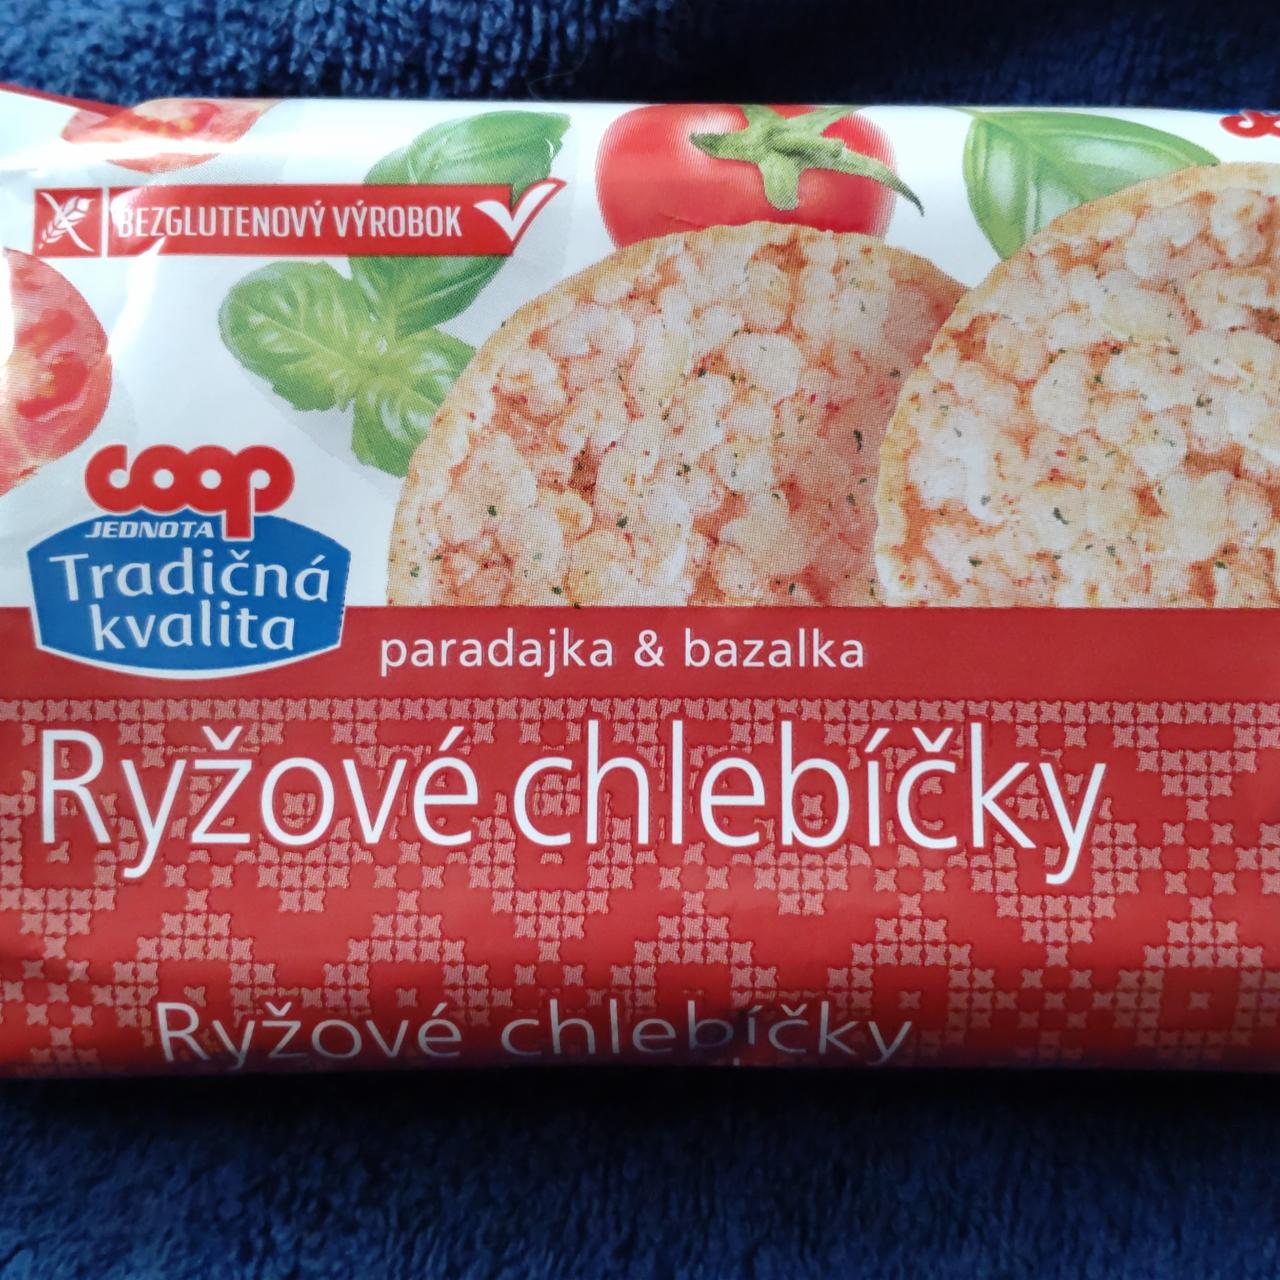 BEZGLUTENOVÝ VÝROBOK
coop
JEDNOTA
Tradičná
kvalita
paradajka & bazalka
Ryžové chlebíčky
Ryžové chlebíčky